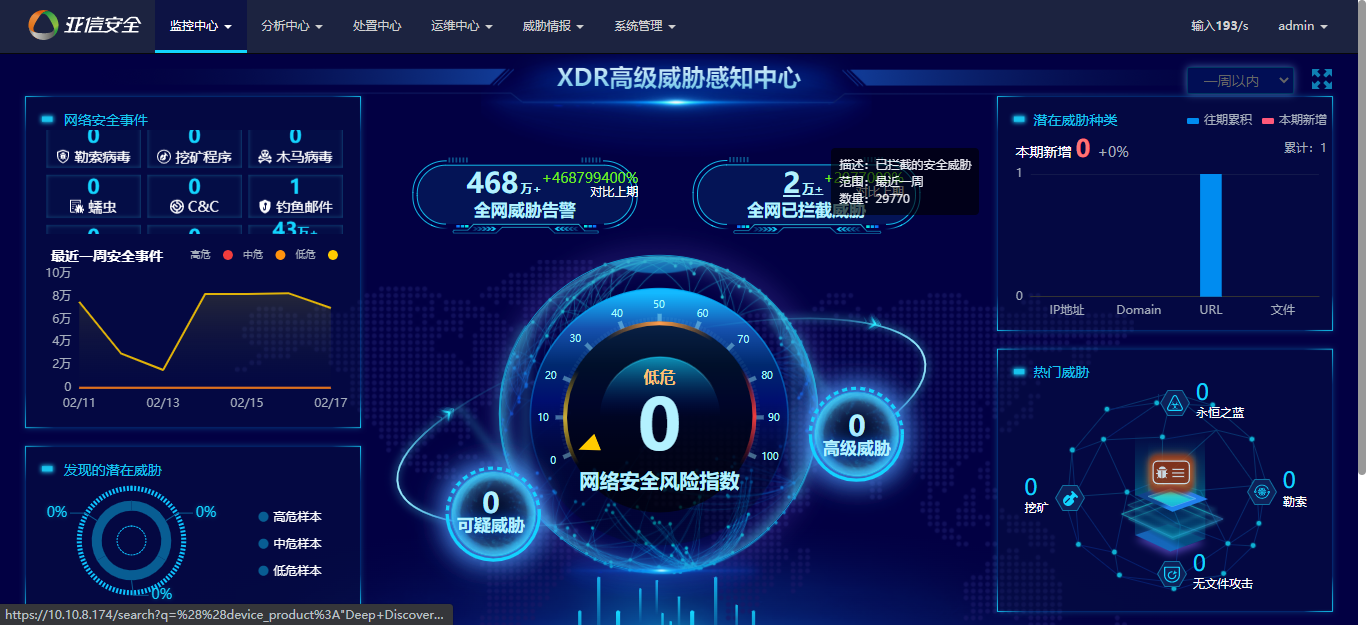 亚信安全 监控中心 分析中心 处置中心 运维中心 威胁情报 系统管理 输入193/s admin
XDR高级威胁感知中心
一周以内
网络安全事件
0 0 0
勒索病毒 挖矿程序 木马病毒
0 0 1
蠕虫 C&C 钓鱼邮件
0 0 43万+
最近一周安全事件 高危 中危 低危
10万
8万
6万
4万
2万
0
02/11 02/13 02/15 02/17
发现的潜在威胁
0% 0%
0%
高危样本
中危样本
低危样本
468万+ +468799400%
对比上期
全网威胁告警
2万+
全网已拦截威胁
描述：已拦截的安全威胁
范围：最近一周
数量：29770
0 10 20 30 40 50 60 70 80 90 100
低危
0
网络安全风险指数
0
可疑威胁
0
高级威胁
潜在威胁种类 往期累积 本期新增
本期新增 0 +0% 累计：1
1
0
IP地址 Domain URL 文件
热门威胁
0
永恒之蓝
0
挖矿
0
勒索
0
无文件攻击
https://10.10.8.174/search?q=%28%28device_product%3A"Deep+Discover...